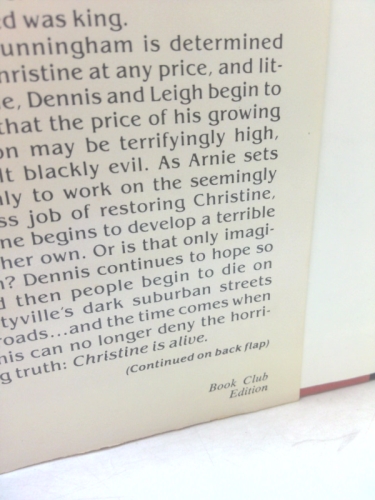 was king.
unningham is determined
hristine at any price, and lit-
e, Dennis and Leigh begin to
that the price of his growing
on may be terrifyingly high,
lt blackly evil. As Arnie sets
ly to work on the seemingly
ss job of restoring Christine,
ne begins to develop a terrible
her own. Or is that only imagi-
? Dennis continues to hope so
d then people begin to die on
tyville's dark suburban streets
roads...and the time comes when
nis can no longer deny the horri-
g truth: Christine is alive.
(Continued on back flap)
Book Club
Edition